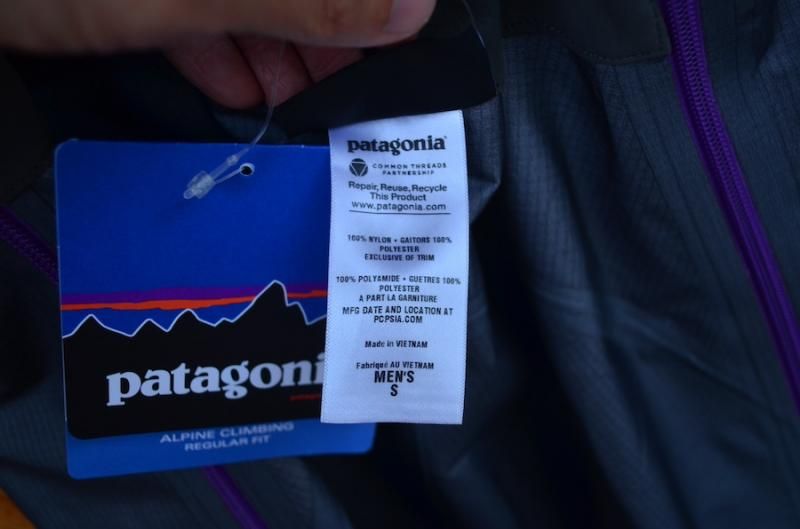 patagonia®
COMMON THREADS
PARTNERSHIP
Repair, Reuse, Recycle
This Product
www.patagonia.com
100% NYLON • GAITORS 100%
POLYESTER
EXCLUSIVE OF TRIM
100% POLYAMIDE • GUETRES 100%
POLYESTER
A PART LA GARNITURE
MFG DATE AND LOCATION AT
PCPSIA.COM
Made in VIETNAM
Fabriqué AU VIETNAM
MEN'S
S
patagoni
ALPINE CLIMBING
REGULAR FIT